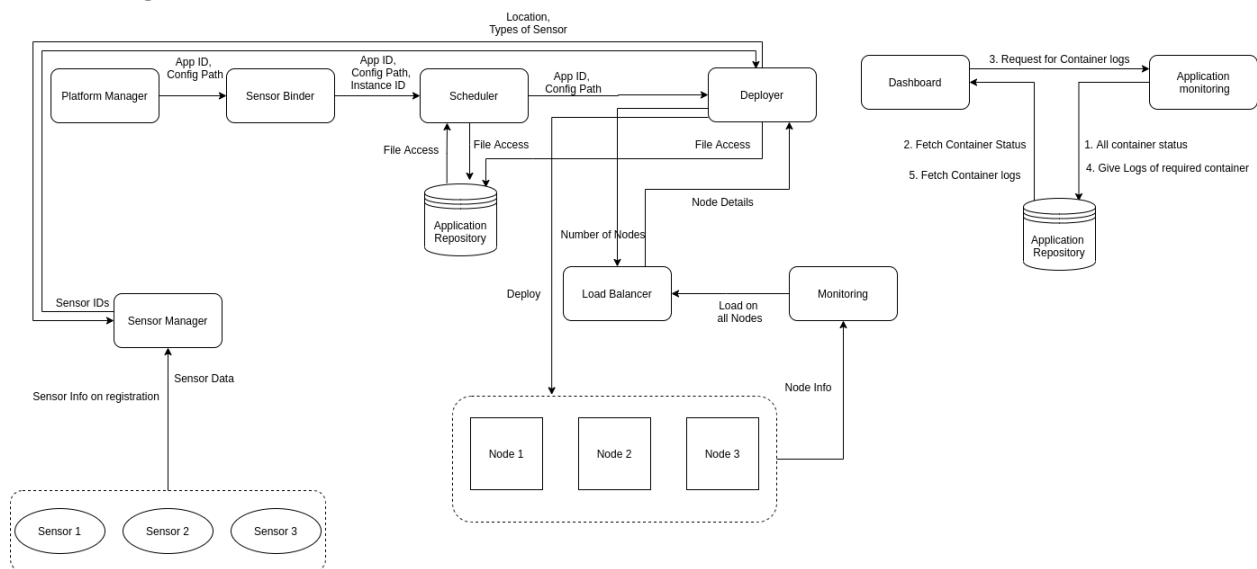 Location,
Types of Sensor
App ID,
Config Path
App ID,
Config Path,
Instance ID
App ID,
Config Path
3. Request for Container logs
Platform Manager
Sensor Binder
Scheduler
Deployer
Dashboard
Application
monitoring
File Access
File Access
File Access
2. Fetch Container Status
1. All container status
5. Fetch Container logs
4. Give Logs of required container
Application
Repository
Node Details
Number of Nodes
Application
Repository
Sensor IDs
Sensor Manager
Deploy
Load Balancer
Monitoring
Load on
all Nodes
Sensor Data
Sensor Info on registration
Node Info
Node 1
Node 2
Node 3
Sensor 1
Sensor 2
Sensor 3